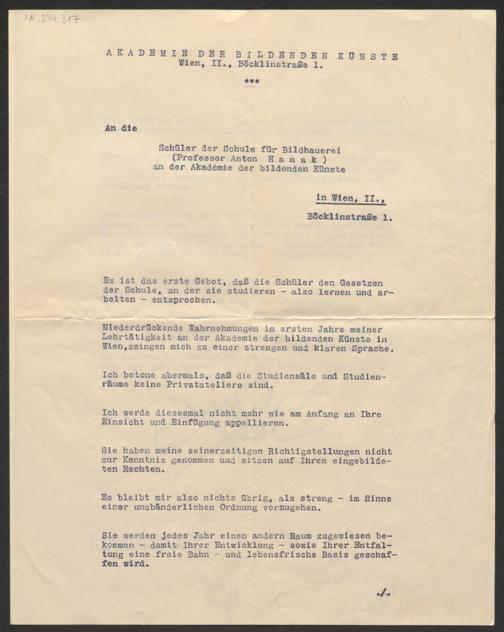 I.N. 234.317
AKADEMIE DER BILDENDEN KÜNSTE
Wien, II., Böcklinstraße 1.
***
An die
Schüler der Schule für Bildhauerei
(Professor Anton H a n a k )
an der Akademie der bildenden Künste
in Wien, II.,
Böcklinstraße 1.
Es ist das erste Gebot, daß die Schüler den Gesetzen
der Schule, an der sie studieren - also lernen und ar-
beiten - entsprechen.
Niederdrückende Wahrnehmungen im ersten Jahre meiner
Lehrtätigkeit an der Akademie der bildenden Künste in
Wien,zwingen mich zu einer strengen und klaren Sprache.
Ich betone abermals, daß die Studiensäle und Studien-
räume keine Privatateliers sind.
Ich werde diesesmal nicht mehr wie am Anfang an Ihre
Einsicht und Einfügung appellieren.
Sie haben meine seinerzeitigen Richtigstellungen nicht
zur Kenntnis genommen und sitzen auf Ihren eingebilde-
ten Rechten.
Es bleibt mir also nichts übrig, als streng - im Sinne
einer unabänderlichen Ordnung vorzugehen.
Sie werden jedes Jahr einen andern Raum zugewiesen be-
kommen - damit Ihrer Entwicklung - sowie Ihrer Entfal-
tung eine freie Bahn - und lebensfrische Basis geschaf-
fen wird.
./.